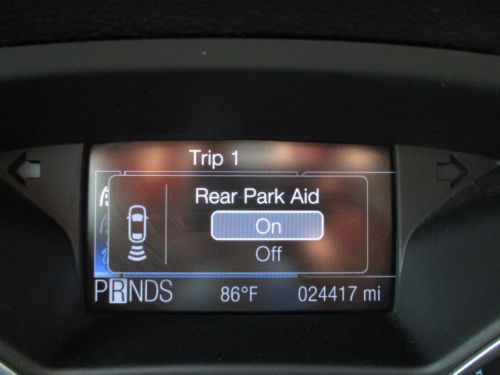 Trip 1
Rear Park Aid
On
Off
PRNDS 86°F 024417 mi